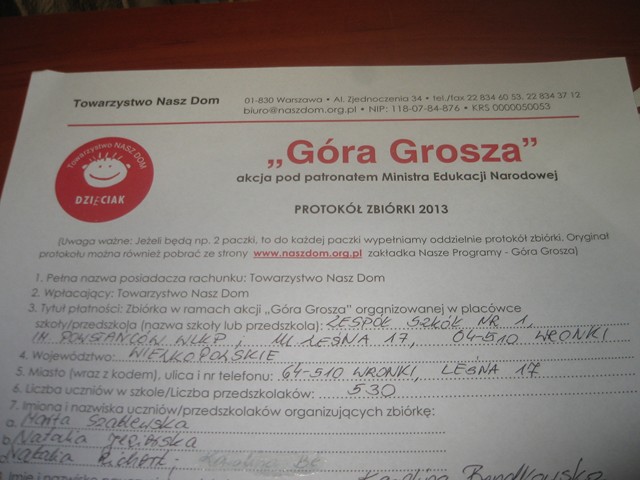 Towarzystwo Nasz Dom
01-830 Warszawa • Al. Zjednoczenia 34 • tel./fax 22 834 60 53, 22 834 37 12
biuro@naszdom.org.pl • NIP: 118-07-84-876 • KRS 0000050053
Towarzystwo NASZ DOM
DZIĘCIAK
„Góra Grosza”
akcja pod patronatem Ministra Edukacji Narodowej
PROTOKÓŁ ZBIÓRKI 2013
(Uwaga ważne: Jeżeli będą np. 2 paczki, to do każdej paczki wypełniamy oddzielnie protokół zbiórki. Oryginał
protokołu można również pobrać ze strony www.naszdom.org.pl zakładka Nasze Programy - Góra Grosza)
1. Pełna nazwa posiadacza rachunku: Towarzystwo Nasz Dom
2. Wpłacający: Towarzystwo Nasz Dom
3. Tytuł płatności: Zbiórka w ramach akcji „Góra Grosza” organizowanej w placówce
szkoły/przedszkola (nazwa szkoły lub przedszkola): ZESPÓŁ SZKÓŁ NR 1,
IM POWSTAŃCÓW WLKP, UL LEŚNA 17, 64-510 WRONKI
4. Województwo: WIELKOPOLSKIE
5. Miasto (wraz z kodem), ulica i nr telefonu: 64-510 WRONKI, LEŚNA 17
6. Liczba uczniów w szkole/Liczba przedszkolaków: 530
7. Imiona i nazwiska uczniów/przedszkolaków organizujących zbiórkę:
a. Marta
b. Natalia
Natalia
Karolina